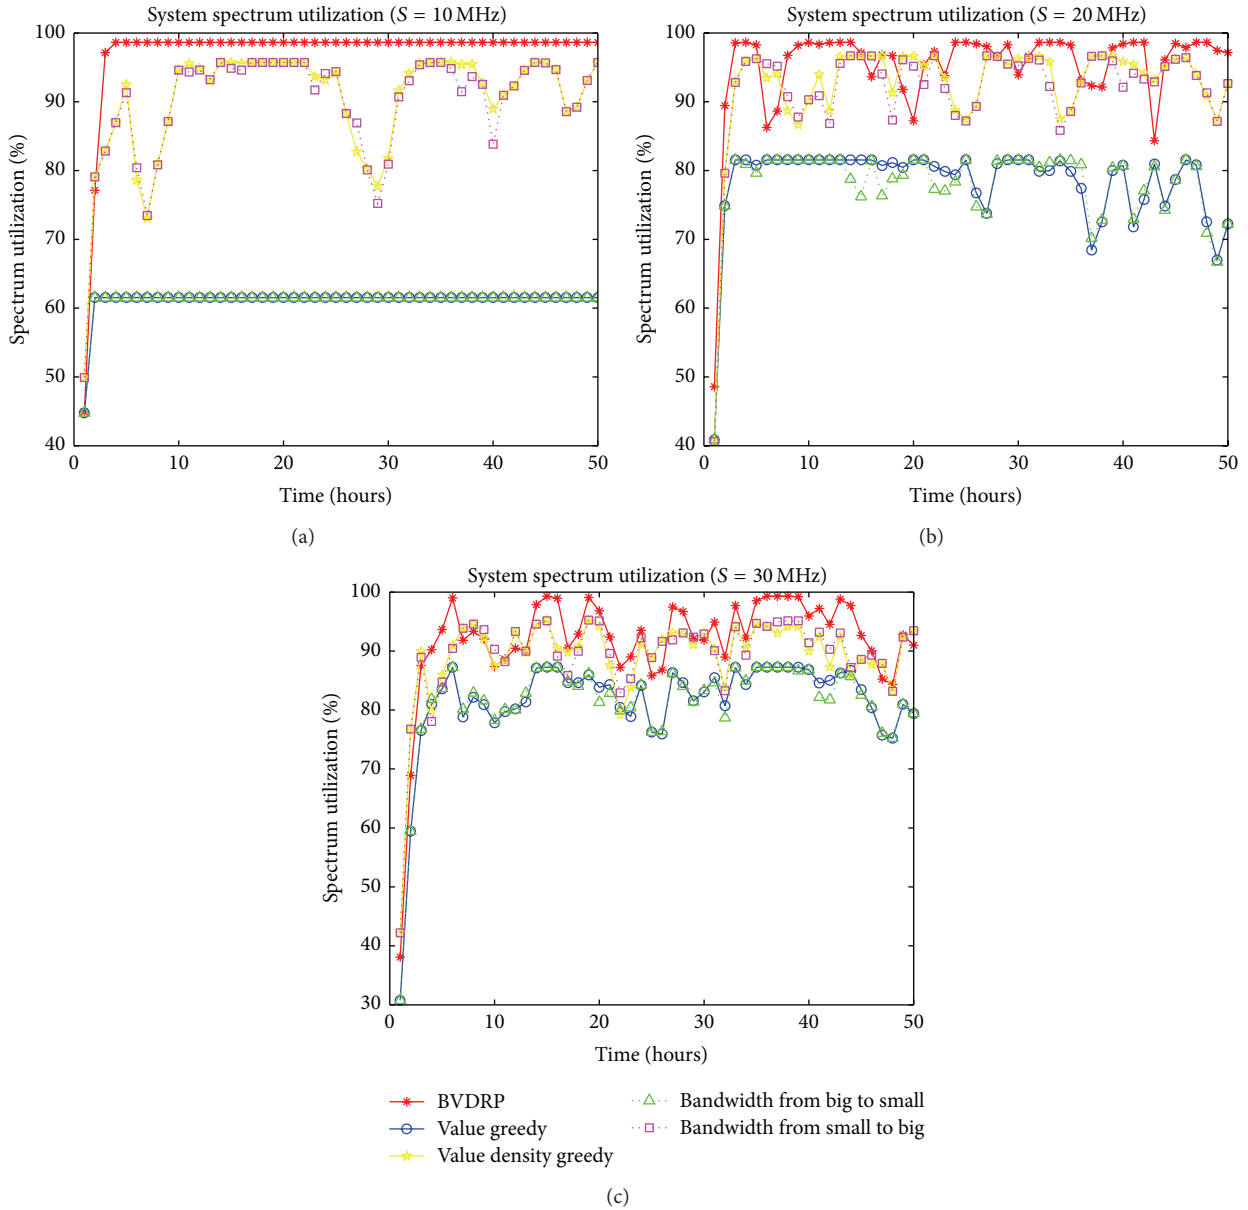 System spectrum utilization (S = 10 MHz)
100
90
80
70
60
50
40
Spectrum utilization (%)
0 10 20 30 40 50
Time (hours)
(a)
System spectrum utilization (S = 20 MHz)
100
90
80
70
60
50
40
Spectrum utilization (%)
0 10 20 30 40 50
Time (hours)
(b)
System spectrum utilization (S = 30 MHz)
100
90
80
70
60
50
40
30
Spectrum utilization (%)
0 10 20 30 40 50
Time (hours)
BVDRP
Value greedy
Value density greedy
Bandwidth from big to small
Bandwidth from small to big
(c)